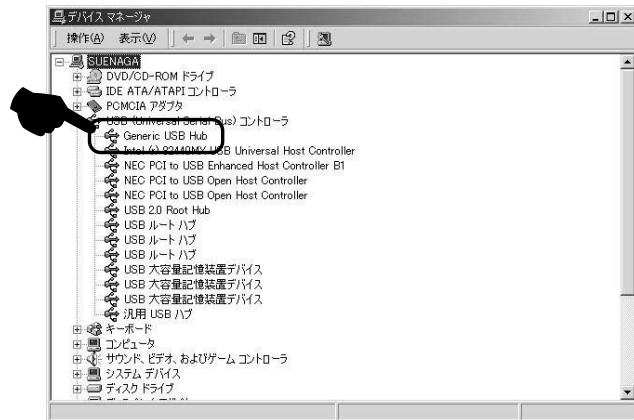 デバイス マネージャ
操作(A) 表示(V)
SUENAGA
DVD/CD-ROM ドライブ
IDE ATA/ATAPI コントローラ
PCMCIA アダプタ
USB (Universal Serial Bus) コントローラ
Generic USB Hub
Intel (r) 82440MX USB Universal Host Controller
NEC PCI to USB Enhanced Host Controller B1
NEC PCI to USB Open Host Controller
NEC PCI to USB Open Host Controller
USB 2.0 Root Hub
USB ルート ハブ
USB ルート ハブ
USB ルート ハブ
USB 大容量記憶装置デバイス
USB 大容量記憶装置デバイス
USB 大容量記憶装置デバイス
汎用 USB ハブ
キーボード
コンピュータ
サウンド、ビデオ、およびゲーム コントローラ
システム デバイス
ディスク ドライブ